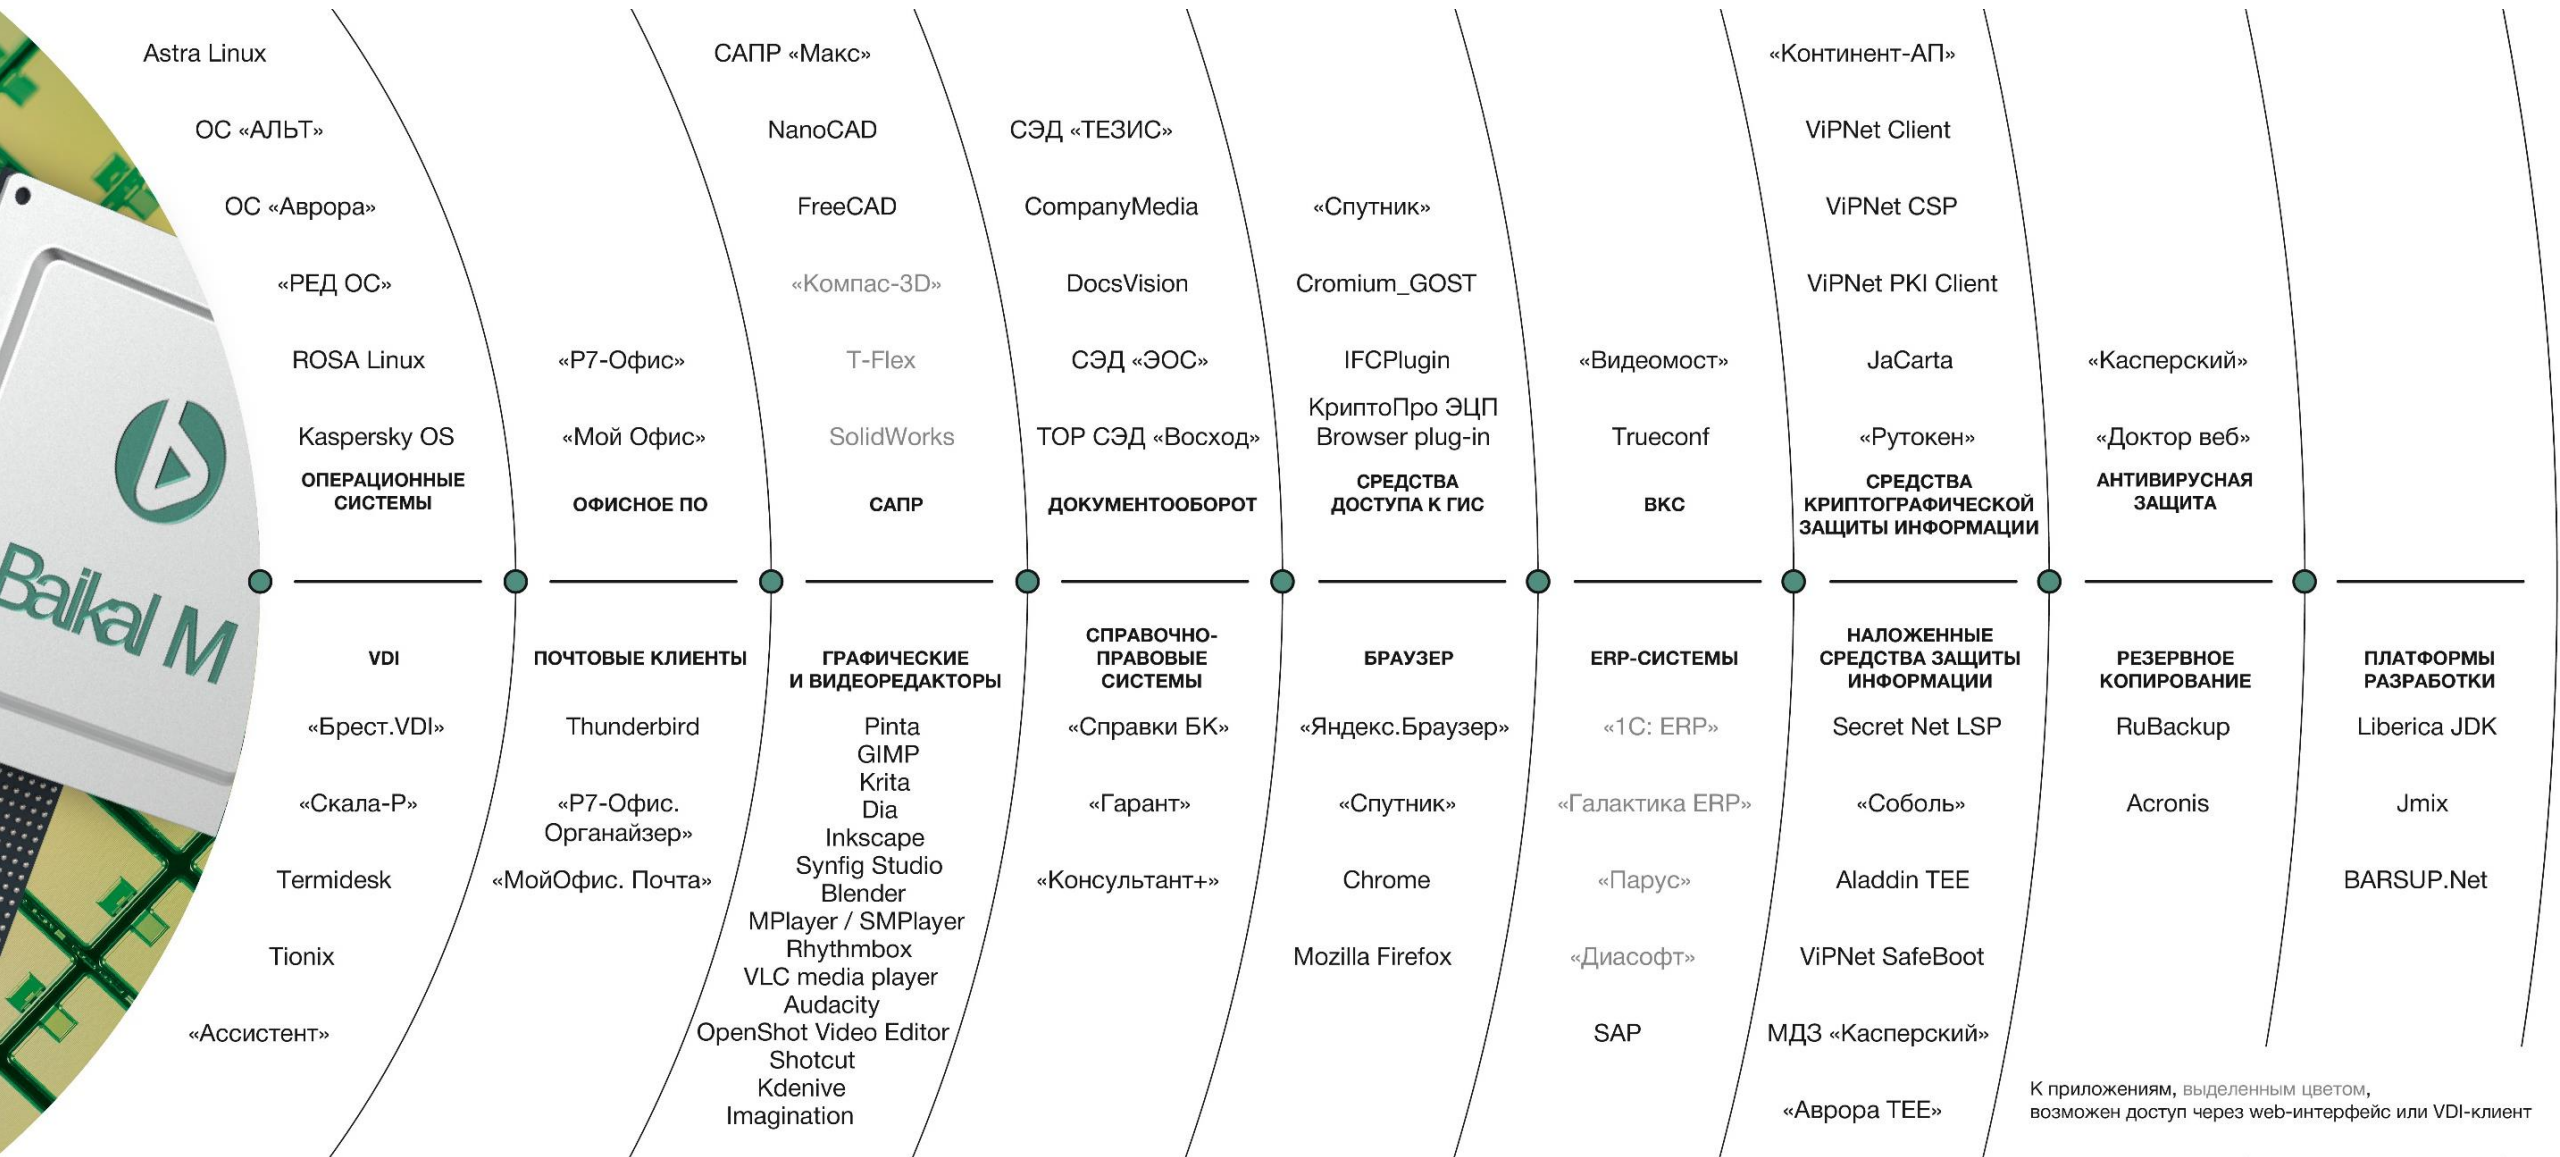 Astra Linux
ОС «АЛЬТ»
ОС «Аврора»
«РЕД ОС»
ROSA Linux
Kaspersky OS
ОПЕРАЦИОННЫЕ
СИСТЕМЫ
«Р7-Офис»
«Мой Офис»
ОФИСНОЕ ПО
САПР «Макс»
NanoCAD
FreeCAD
«Компас-3D»
T-Flex
SolidWorks
САПР
СЭД «ТЕЗИС»
CompanyMedia
DocsVision
СЭД «ЭОС»
ТОР СЭД «Восход»
ДОКУМЕНТООБОРОТ
«Спутник»
Cromium_GOST
IFCPlugin
КриптоПро ЭЦП
Browser plug-in
СРЕДСТВА
ДОСТУПА К ГИС
«Видеомост»
Trueconf
ВКС
«Континент-АП»
ViPNet Client
ViPNet CSP
ViPNet PKI Client
JaCarta
«Рутокен»
СРЕДСТВА
КРИПТОГРАФИЧЕСКОЙ
ЗАЩИТЫ ИНФОРМАЦИИ
«Касперский»
«Доктор веб»
АНТИВИРУСНАЯ
ЗАЩИТА
Baikal M
VDI
«Брест.VDI»
«Скала-Р»
Termidesk
Tionix
«Ассистент»
ПОЧТОВЫЕ КЛИЕНТЫ
Thunderbird
«Р7-Офис.
Органайзер»
«МойОфис. Почта»
ГРАФИЧЕСКИЕ
И ВИДЕОРЕДАКТОРЫ
Pinta
GIMP
Krita
Dia
Inkscape
Synfig Studio
Blender
MPlayer / SMPlayer
Rhythmbox
VLC media player
Audacity
OpenShot Video Editor
Shotcut
Kdenive
Imagination
СПРАВОЧНО-
ПРАВОВЫЕ
СИСТЕМЫ
«Справки БК»
«Гарант»
«Консультант+»
БРАУЗЕР
«Яндекс.Браузер»
«Спутник»
Chrome
Mozilla Firefox
ERP-СИСТЕМЫ
«1С: ERP»
«Галактика ERP»
«Парус»
«Диасофт»
SAP
НАЛОЖЕННЫЕ
СРЕДСТВА ЗАЩИТЫ
ИНФОРМАЦИИ
Secret Net LSP
«Соболь»
Aladdin TEE
ViPNet SafeBoot
МДЗ «Касперский»
«Аврора ТЕЕ»
РЕЗЕРВНОЕ
КОПИРОВАНИЕ
RuBackup
Acronis
ПЛАТФОРМЫ
РАЗРАБОТКИ
Liberica JDK
Jmix
BARSUP.Net
К приложениям, выделенным цветом,
возможен доступ через web-интерфейс или VDI-клиент